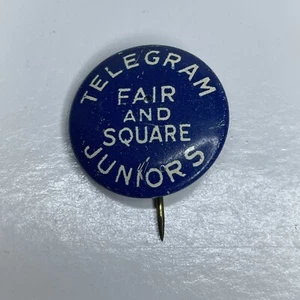 TELEGRAM
FAIR
AND
SQUARE
JUNIORS